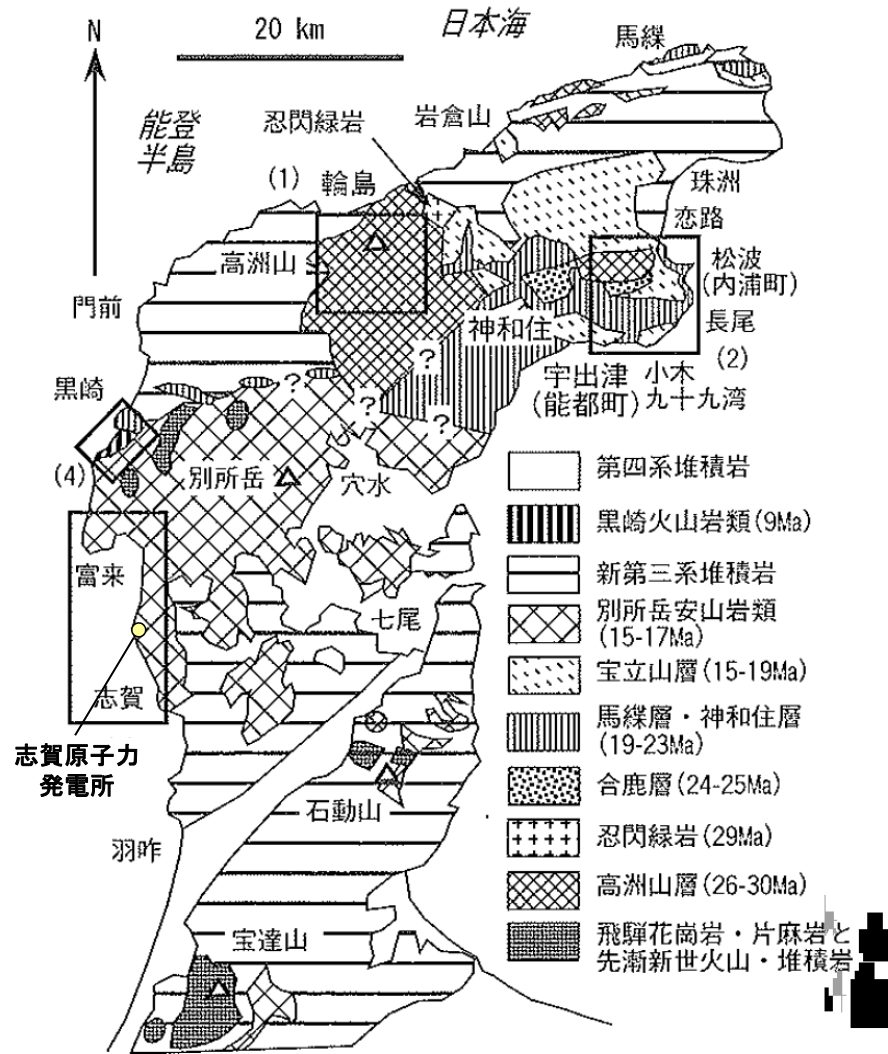 N
20 km
日本海
馬緤
能登
半島
忍閃緑岩
岩倉山
(1)
輪島
珠洲
恋路
高洲山
松波
(内浦町)
門前
神和住
長尾
(2)
?
?
宇出津
(能都町)
小木
九十九湾
黒崎
?
?
(4)
別所岳
穴水
富来
七尾
志賀
志賀原子力
発電所
石動山
羽咋
宝達山
第四系堆積岩
黒崎火山岩類(9Ma)
新第三系堆積岩
別所岳安山岩類
(15-17Ma)
宝立山層(15-19Ma)
馬緤層・神和住層
(19-23Ma)
合鹿層(24-25Ma)
忍閃緑岩(29Ma)
高洲山層(26-30Ma)
飛騨花崗岩・片麻岩と
先漸新世火山・堆積岩